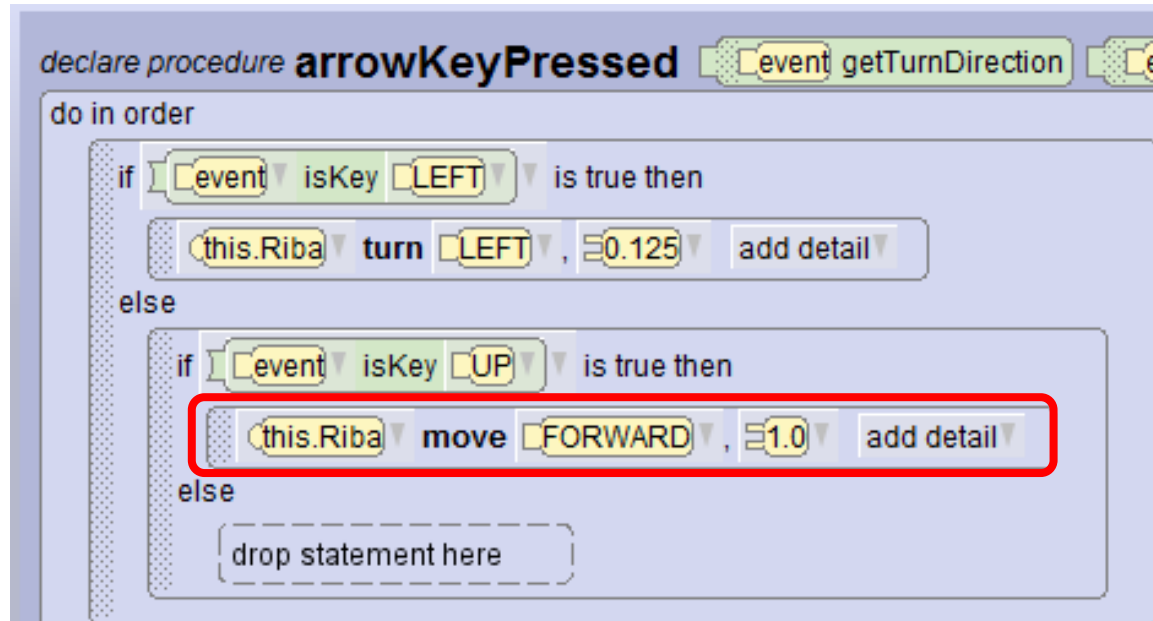 declare procedure arrowKeyPressed event getTurnDirection
do in order
if event isKey LEFT is true then
this.Riba turn LEFT , 0.125 add detail
else
if event isKey UP is true then
this.Riba move FORWARD , 1.0 add detail
else
drop statement here